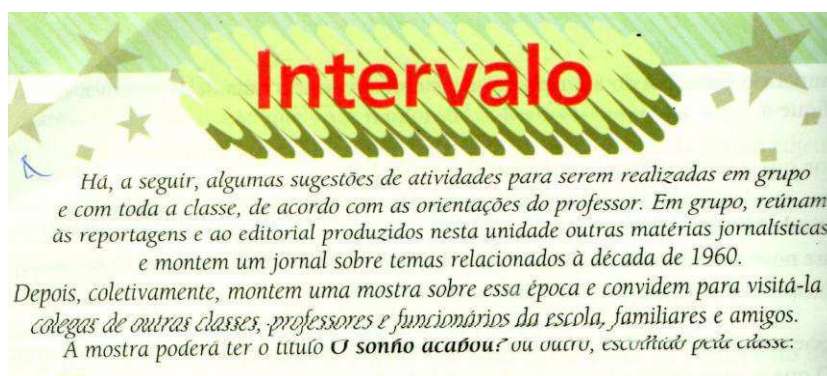 Intervalo
Há, a seguir, algumas sugestões de atividades para serem realizadas em grupo
e com toda a classe, de acordo com as orientações do professor. Em grupo, reúnam
às reportagens e ao editorial produzidos nesta unidade outras matérias jornalísticas
e montem um jornal sobre temas relacionados à década de 1960.
Depois, coletivamente, montem uma mostra sobre essa época e convidem para visitá-la
colegas de outras classes, professores e funcionários da escola, familiares e amigos.
A mostra poderá ter o título O sonho acabou? ou outro, escolhido pela classe.